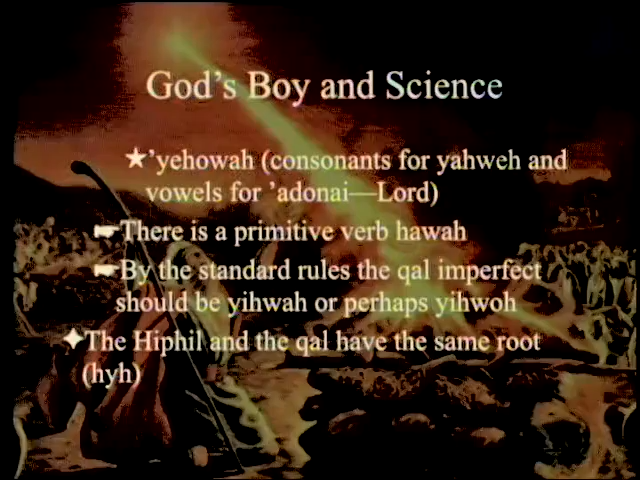 God's Boy and Science
★'yehowah (consonants for yahweh and
vowels for 'adonai—Lord)
☛There is a primitive verb hawah
☛By the standard rules the qal imperfect
should be yihwah or perhaps yihwoh
✦The Hiphil and the qal have the same root
(hyh)